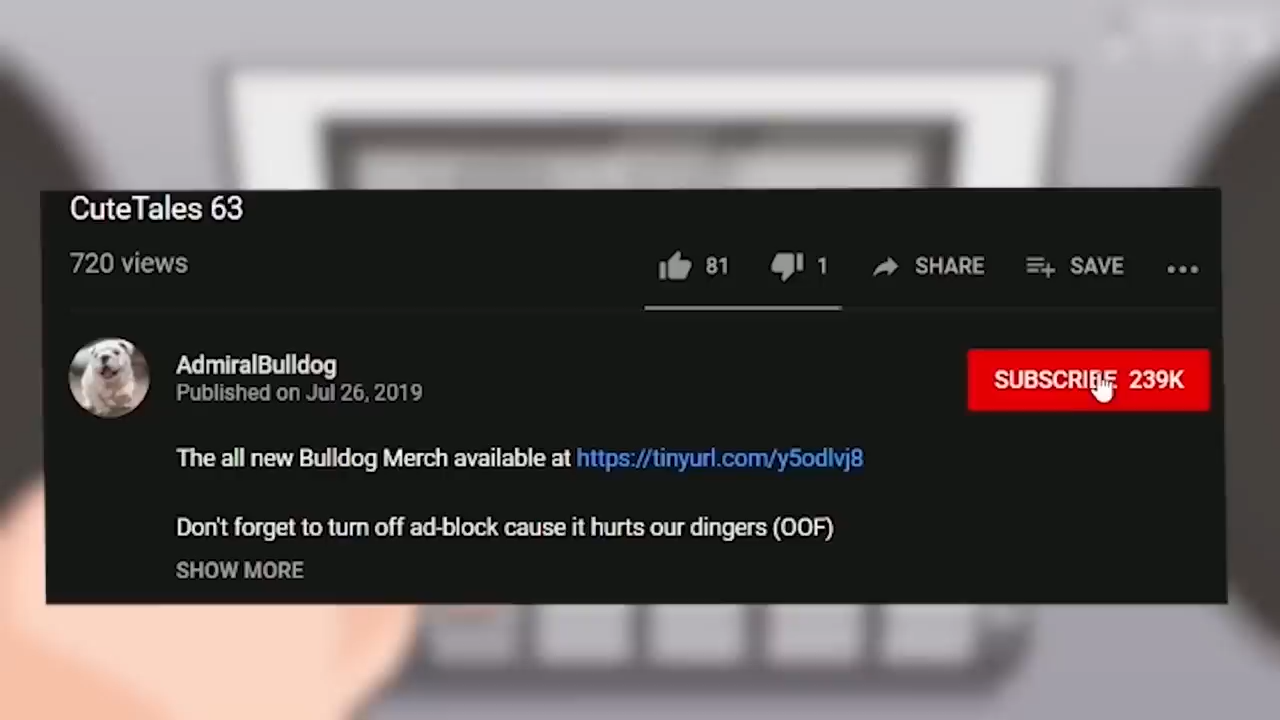 CuteTales 63
720 views
81
1
SHARE
SAVE
AdmiralBulldog
Published on Jul 26, 2019
SUBSCRIBE 239K
The all new Bulldog Merch available at https://tinyurl.com/y5odlvj8
Don't forget to turn off ad-block cause it hurts our dingers (OOF)
SHOW MORE